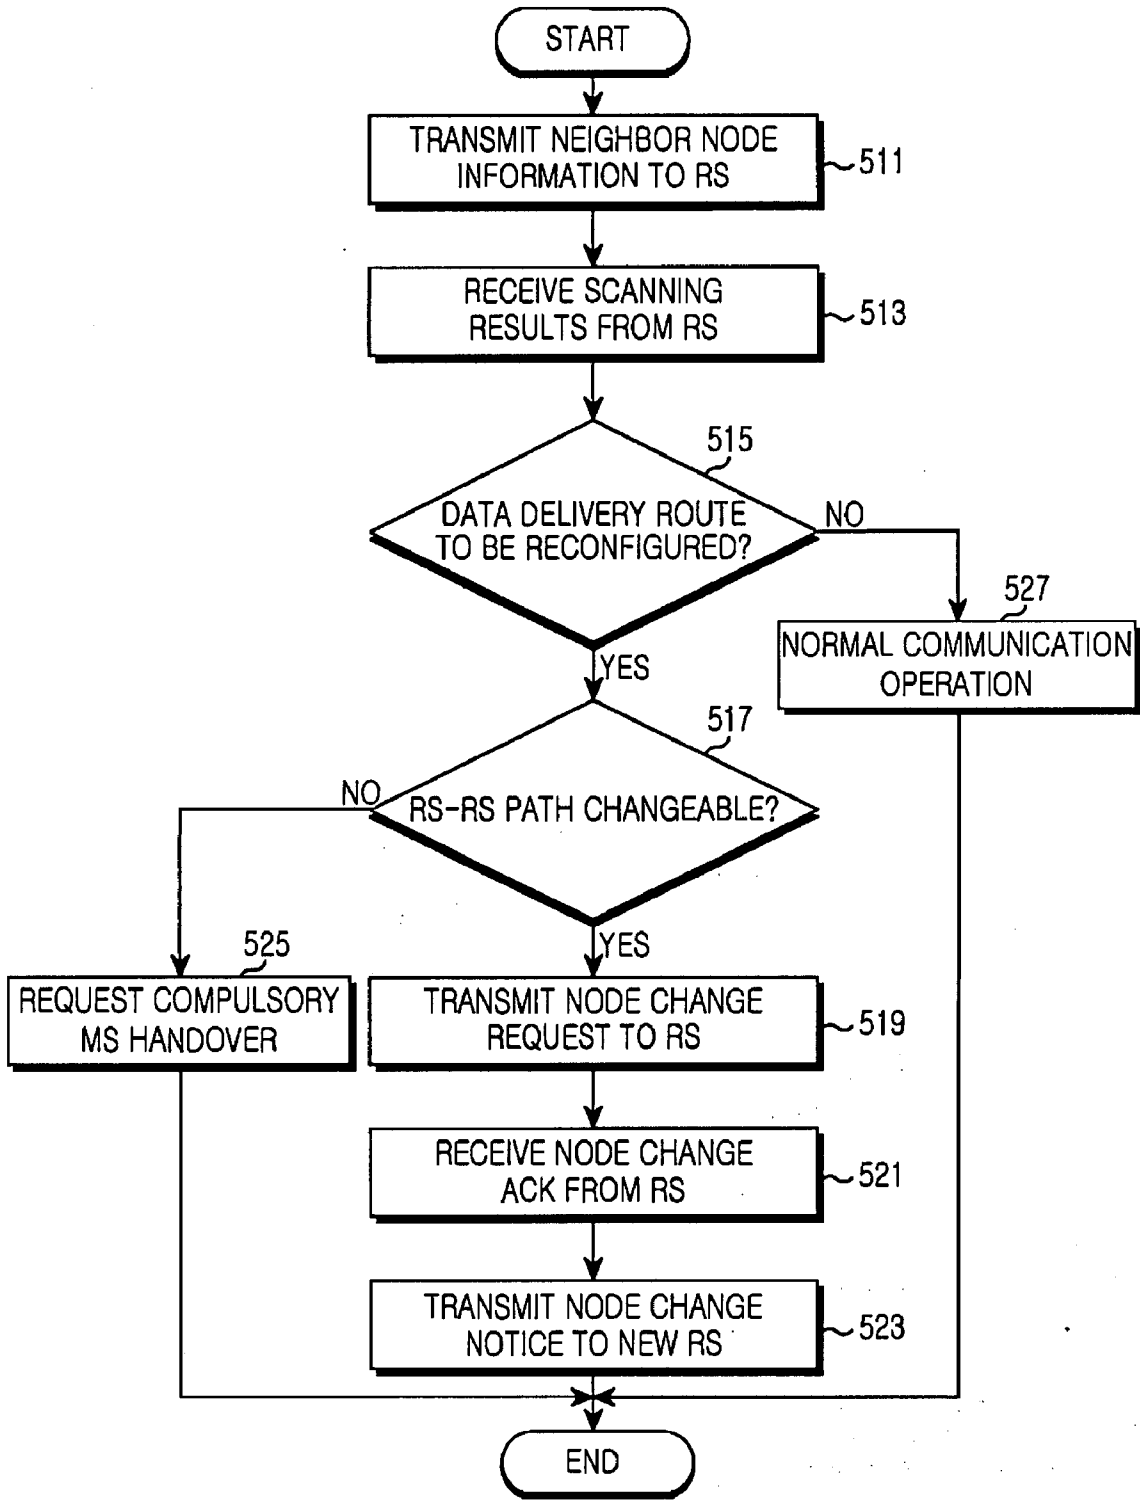 START
TRANSMIT NEIGHBOR NODE
INFORMATION TO RS
511
RECEIVE SCANNING
RESULTS FROM RS
513
515
DATA DELIVERY ROUTE
TO BE RECONFIGURED?
NO
527
NORMAL COMMUNICATION
OPERATION
YES
517
RS-RS PATH CHANGEABLE?
NO
YES
525
REQUEST COMPULSORY
MS HANDOVER
TRANSMIT NODE CHANGE
REQUEST TO RS
519
RECEIVE NODE CHANGE
ACK FROM RS
521
TRANSMIT NODE CHANGE
NOTICE TO NEW RS
523
END